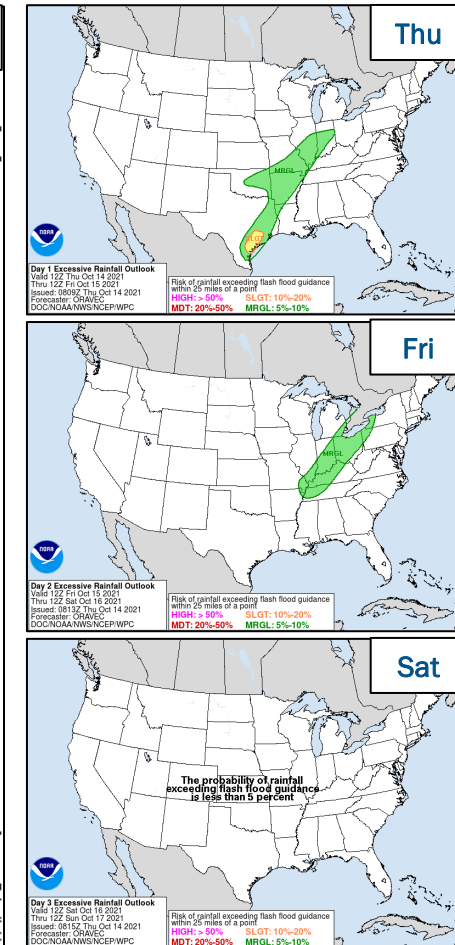 Thu
MRGL
SLGT
NOAA
Day 1 Excessive Rainfall Outlook
Valid 12Z Thu Oct 14 2021
Thru 12Z Fri Oct 15 2021
Issued: 0809Z Thu Oct 14 2021
Forecaster: ORAVEC
DOC/NOAA/NWS/NCEP/WPC
Risk of rainfall exceeding flash flood guidance
within 25 miles of a point
HIGH: > 50% SLGT: 10%-20%
MDT: 20%-50% MRGL: 5%-10%
Fri
MRGL
NOAA
Day 2 Excessive Rainfall Outlook
Valid 12Z Fri Oct 15 2021
Thru 12Z Sat Oct 16 2021
Issued: 0813Z Thu Oct 14 2021
Forecaster: ORAVEC
DOC/NOAA/NWS/NCEP/WPC
Risk of rainfall exceeding flash flood guidance
within 25 miles of a point
HIGH: > 50% SLGT: 10%-20%
MDT: 20%-50% MRGL: 5%-10%
Sat
The probability of rainfall
exceeding flash flood guidance
is less than 5 percent
NOAA
Day 3 Excessive Rainfall Outlook
Valid 12Z Sat Oct 16 2021
Thru 12Z Sun Oct 17 2021
Issued: 0815Z Thu Oct 14 2021
Forecaster: ORAVEC
DOC/NOAA/NWS/NCEP/WPC
Risk of rainfall exceeding flash flood guidance
within 25 miles of a point
HIGH: > 50% SLGT: 10%-20%
MDT: 20%-50% MRGL: 5%-10%